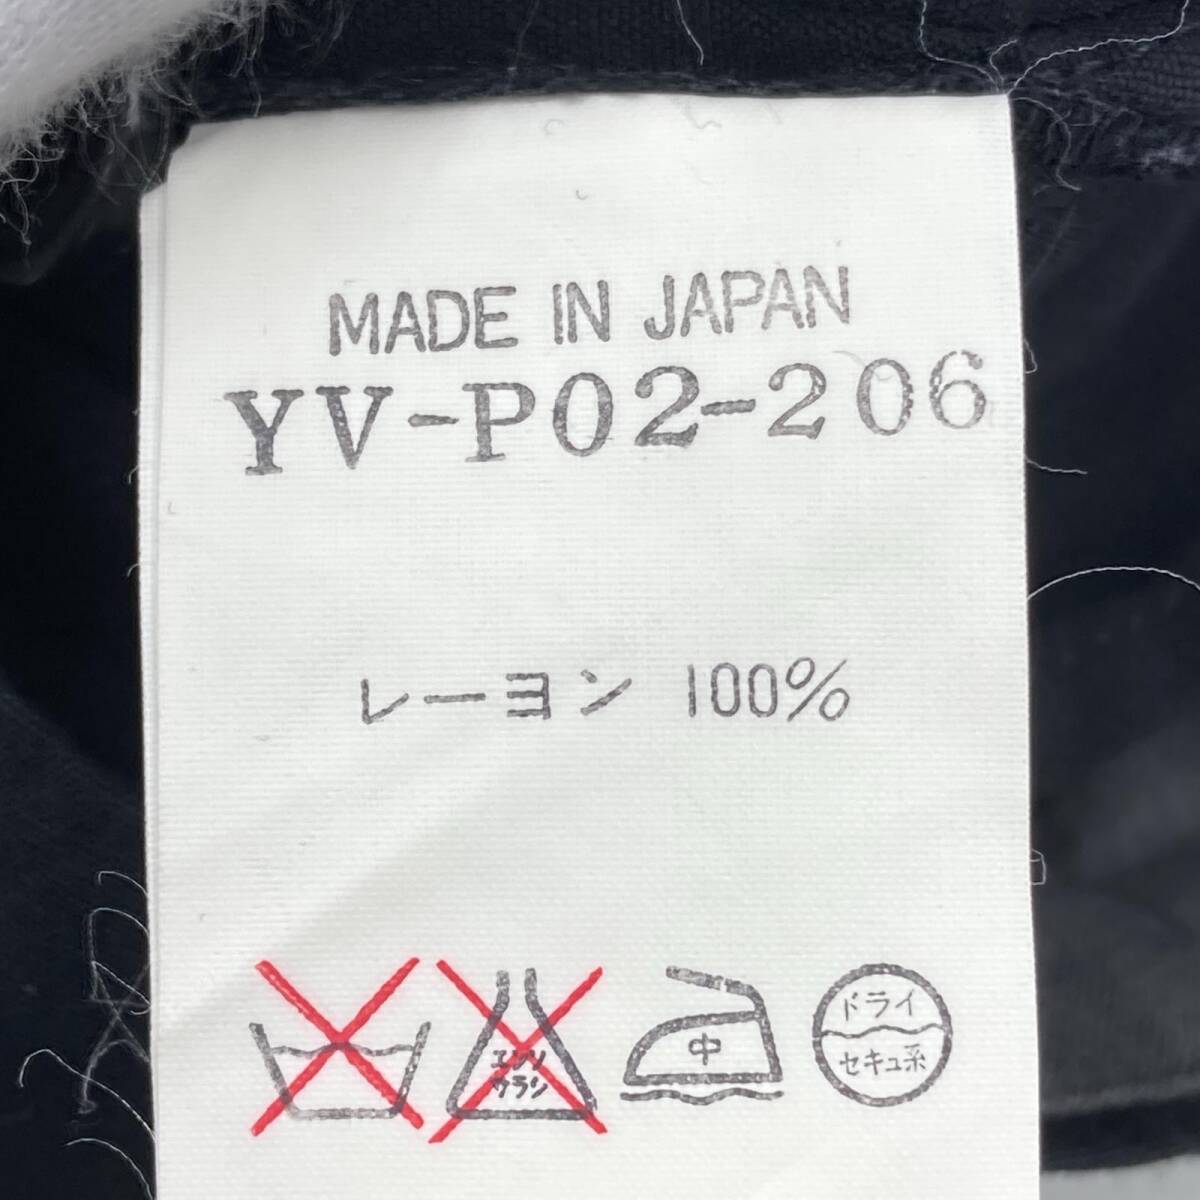 MADE IN JAPAN
YV-P02-206
レーヨン 100%
エンソ
サラシ
中
ドライ
セキュ系